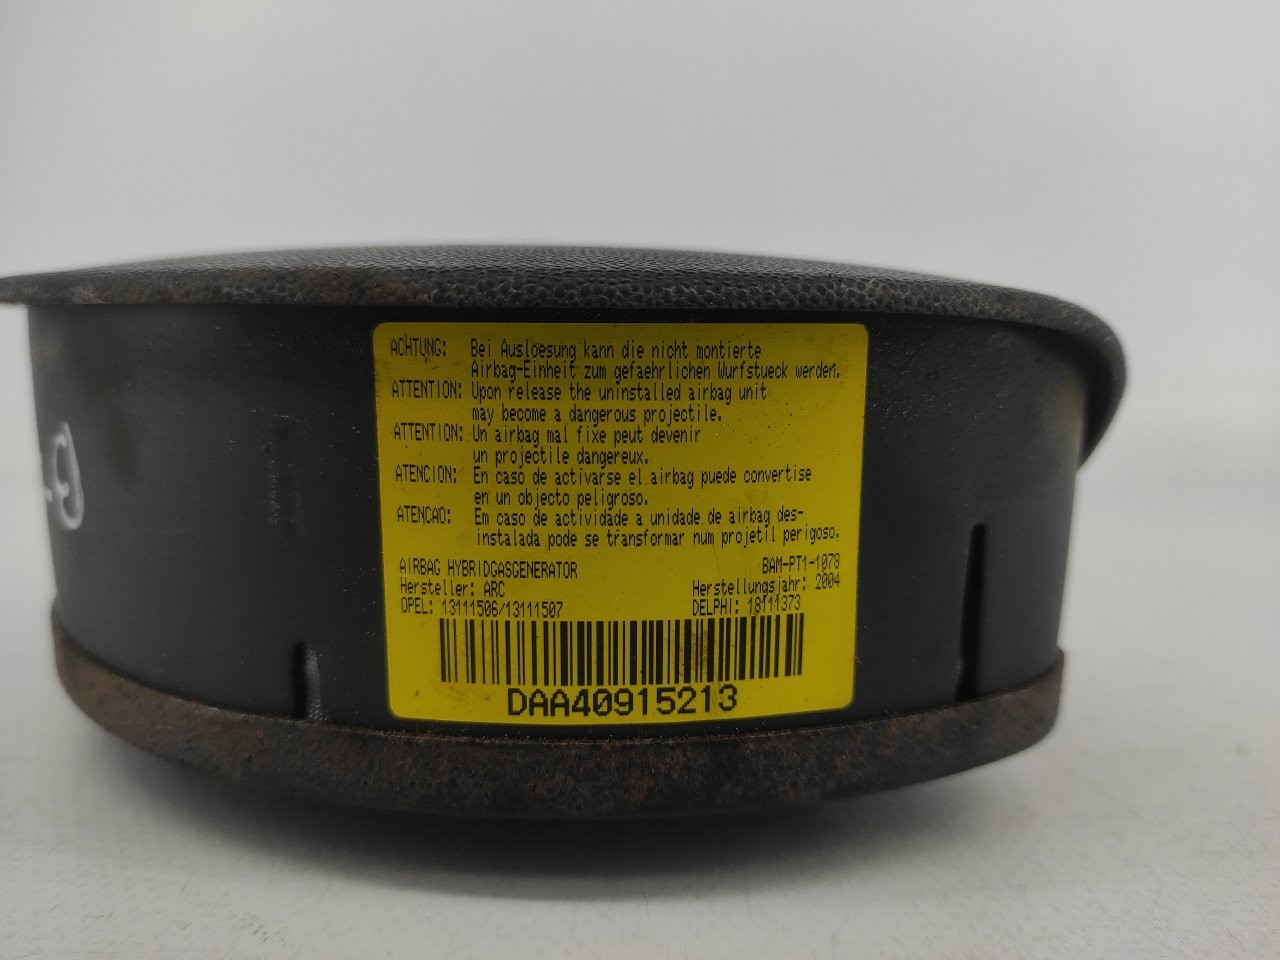 ACHTUNG: Bei Ausloesung kann die nicht montierte
Airbag-Einheit zum gefaehrlichen Wurfstueck werden.
ATTENTION: Upon release the uninstalled airbag unit
may become a dangerous projectile.
ATTENTION: Un airbag mal fixe peut devenir
un projectile dangereux.
ATENCION: En caso de activarse el airbag puede convertise
en un objecto peligroso.
ATENCAO: Em caso de actividade a unidade de airbag des-
instalada pode se transformar num projetil perigoso.
AIRBAG HYBRIDGASGENERATOR BAM-PT1-1078
Hersteller: ARC Herstellungsjahr: 2004
OPEL: 13111506/13111507 DELPHI: 18111373
DAA40915213